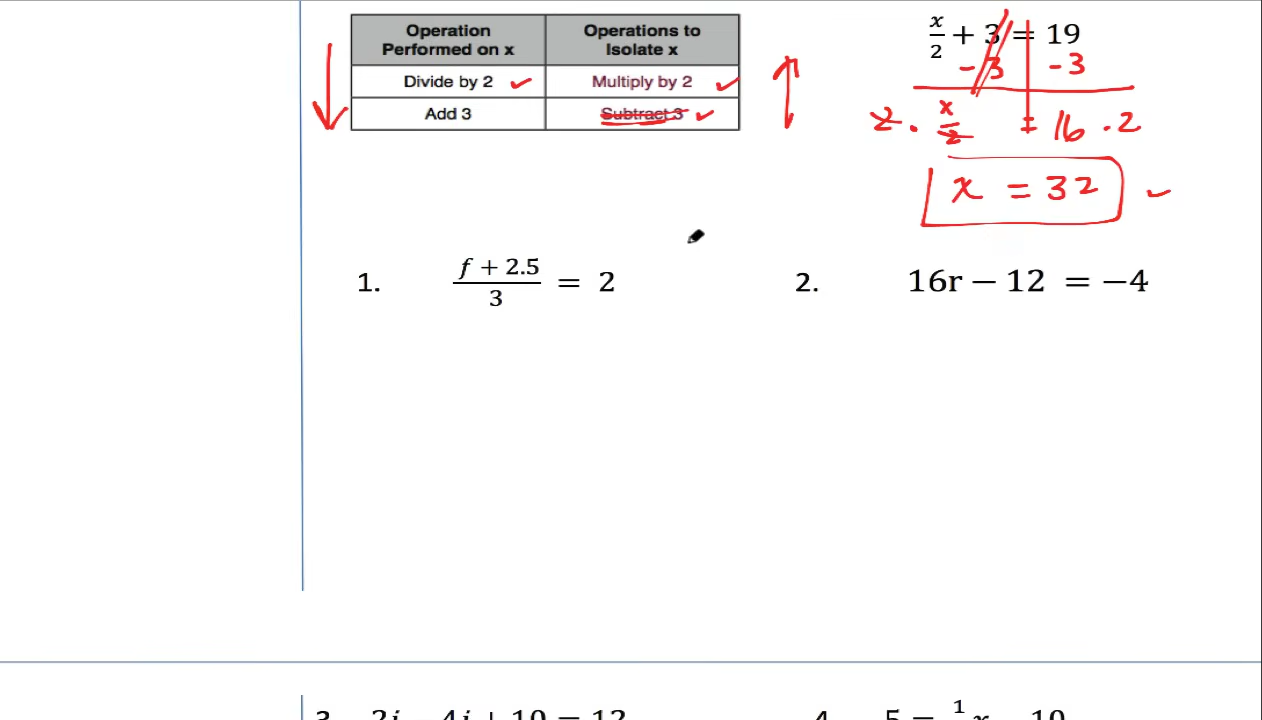 Operation Performed on x
Operations to Isolate x
Divide by 2 ✓
Multiply by 2 ✓
Add 3
Subtract 3 ✓
x/2 + 3 = 19
-3 -3
2 · x/2 = 16 · 2
x = 32 ✓
1. (f + 2.5)/3 = 2
2. 16r − 12 = −4